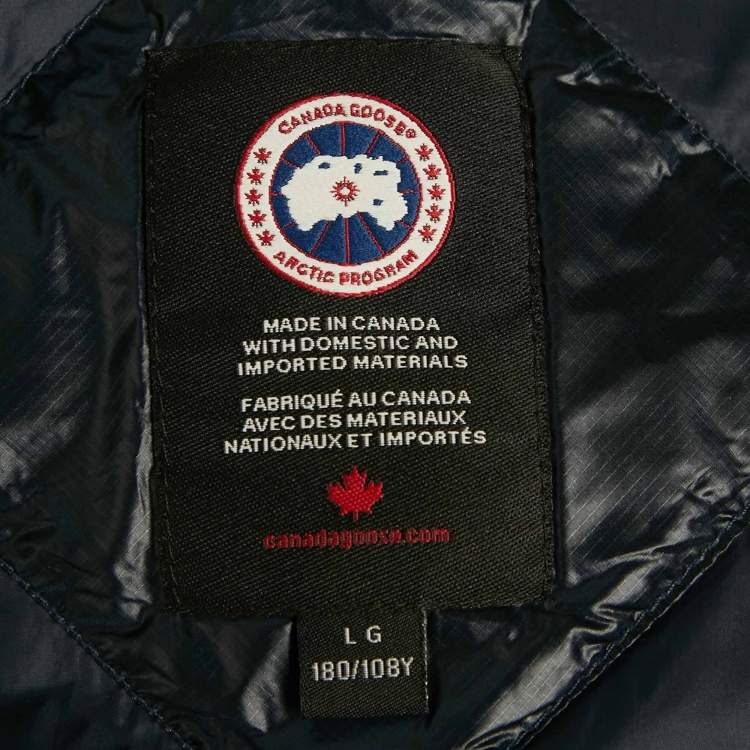 CANADA GOOSE®
ARCTIC PROGRAM
MADE IN CANADA
WITH DOMESTIC AND
IMPORTED MATERIALS
FABRIQUÉ AU CANADA
AVEC DES MATERIAUX
NATIONAUX ET IMPORTÉS
canadagoose.com
LG
180/108Y